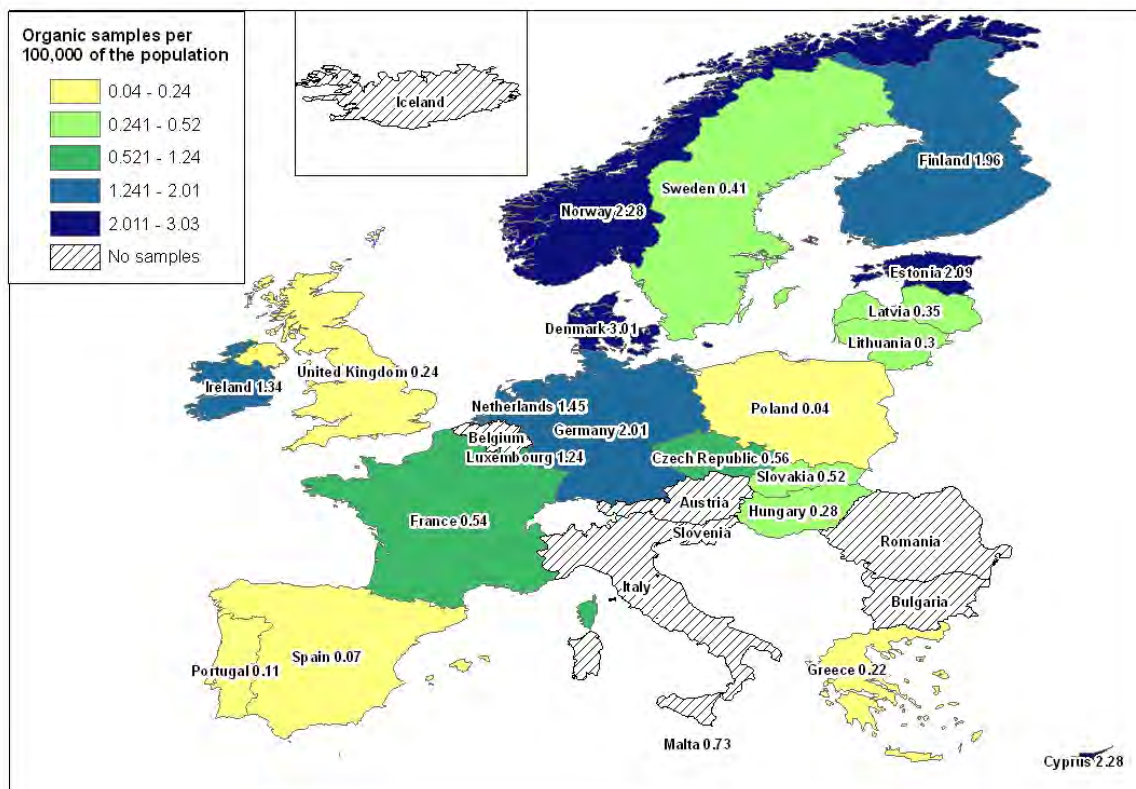 Organic samples per
100,000 of the population
0.04 - 0.24
0.241 - 0.52
0.521 - 1.24
1.241 - 2.01
2.011 - 3.03
No samples
Iceland
Finland 1.96
Sweden 0.41
Norway 2.28
Estonia 2.09
Latvia 0.35
Denmark 3.01
Lithuania 0.3
United Kingdom 0.24
Ireland 1.34
Netherlands 1.45
Poland 0.04
Germany 2.01
Belgium
Luxembourg 1.24
Czech Republic 0.56
Slovakia 0.52
Austria
Hungary 0.28
France 0.54
Slovenia
Romania
Italy
Bulgaria
Spain 0.07
Portugal 0.11
Greece 0.22
Malta 0.73
Cyprus 2.28